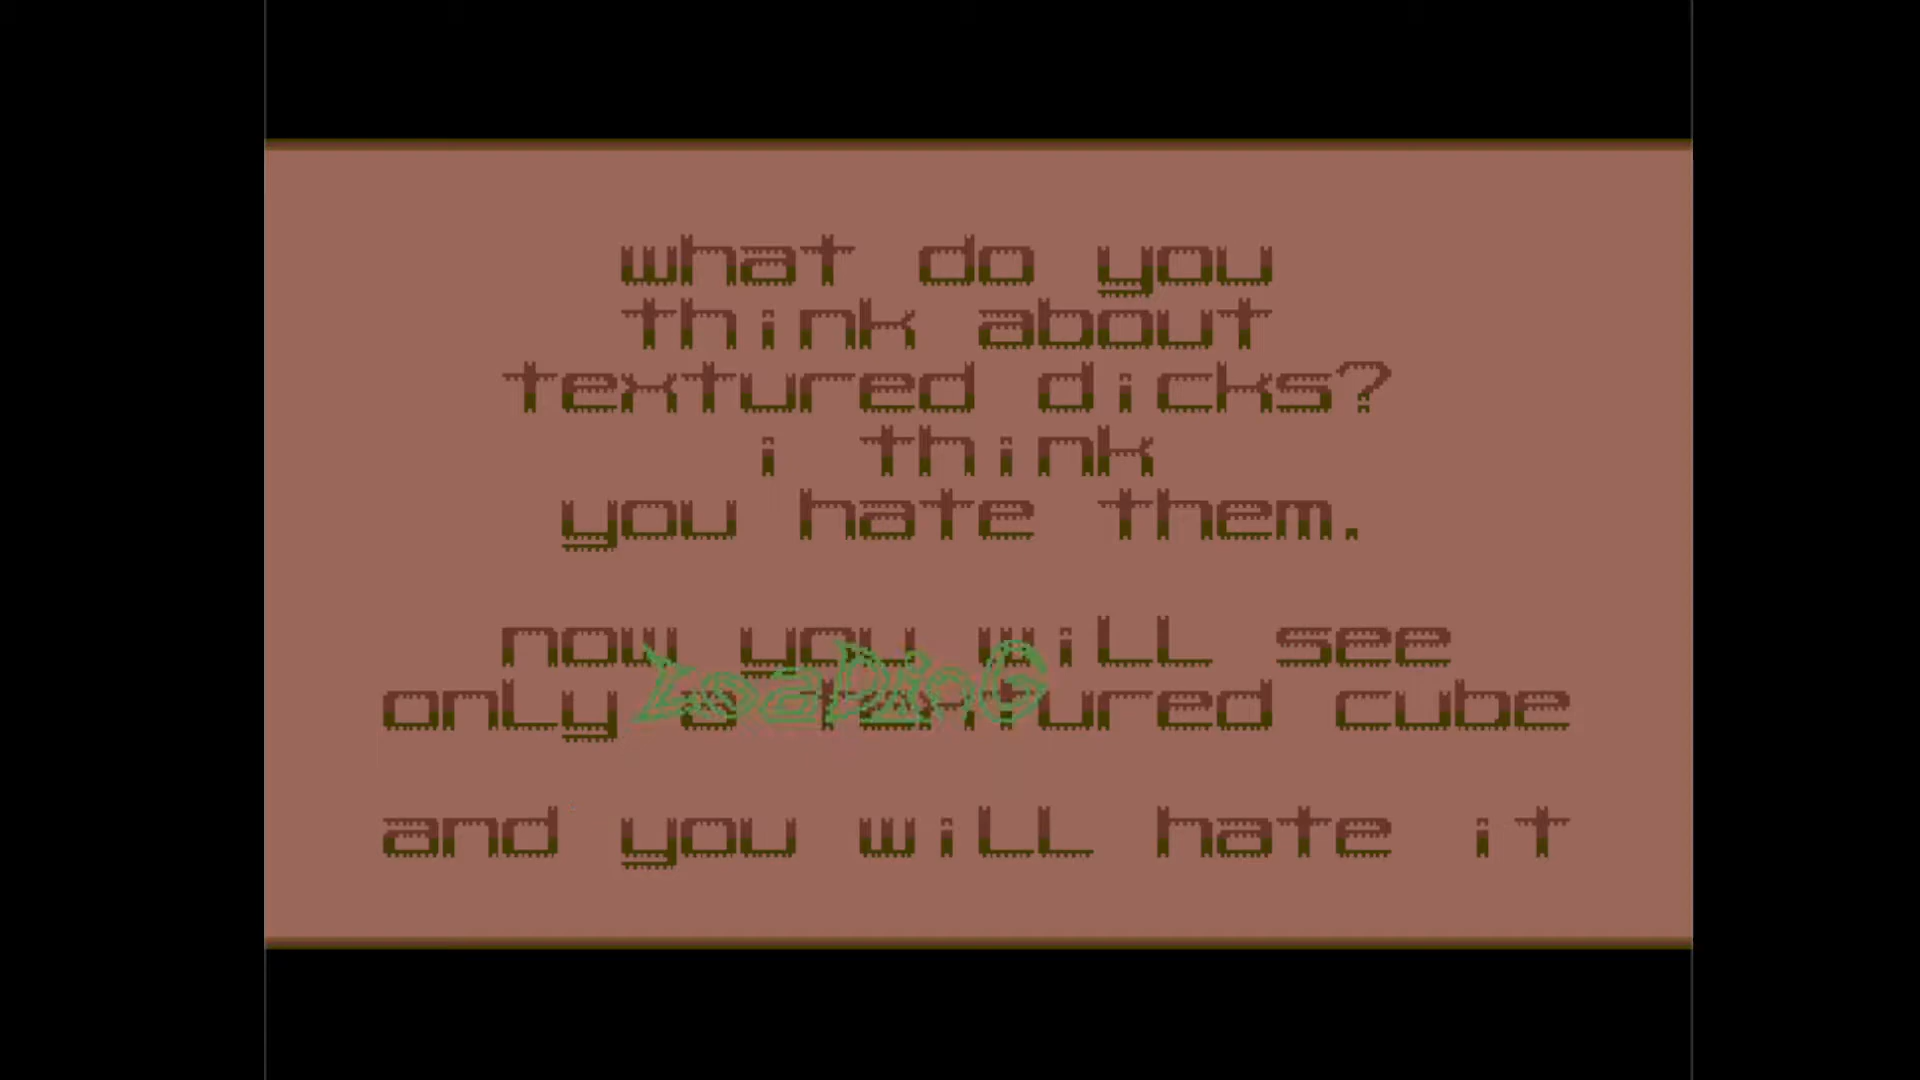 what do you
think about
textured dicks?
i think
you hate them.
now you will see
only a textured cube
LoaDinG
and you will hate it